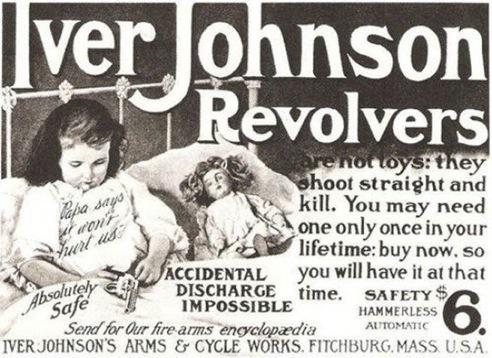 Iver Johnson
Revolvers
are not toys: they
shoot straight and
kill. You may need
one only once in your
lifetime: buy now, so
you will have it at that
time. SAFETY $6.
HAMMERLESS
AUTOMATIC
Papa says
it won't
hurt us.
Absolutely
Safe
ACCIDENTAL
DISCHARGE
IMPOSSIBLE
Send for Our fire-arms encyclopædia
IVER JOHNSON'S ARMS & CYCLE WORKS, FITCHBURG, MASS. U.S.A.